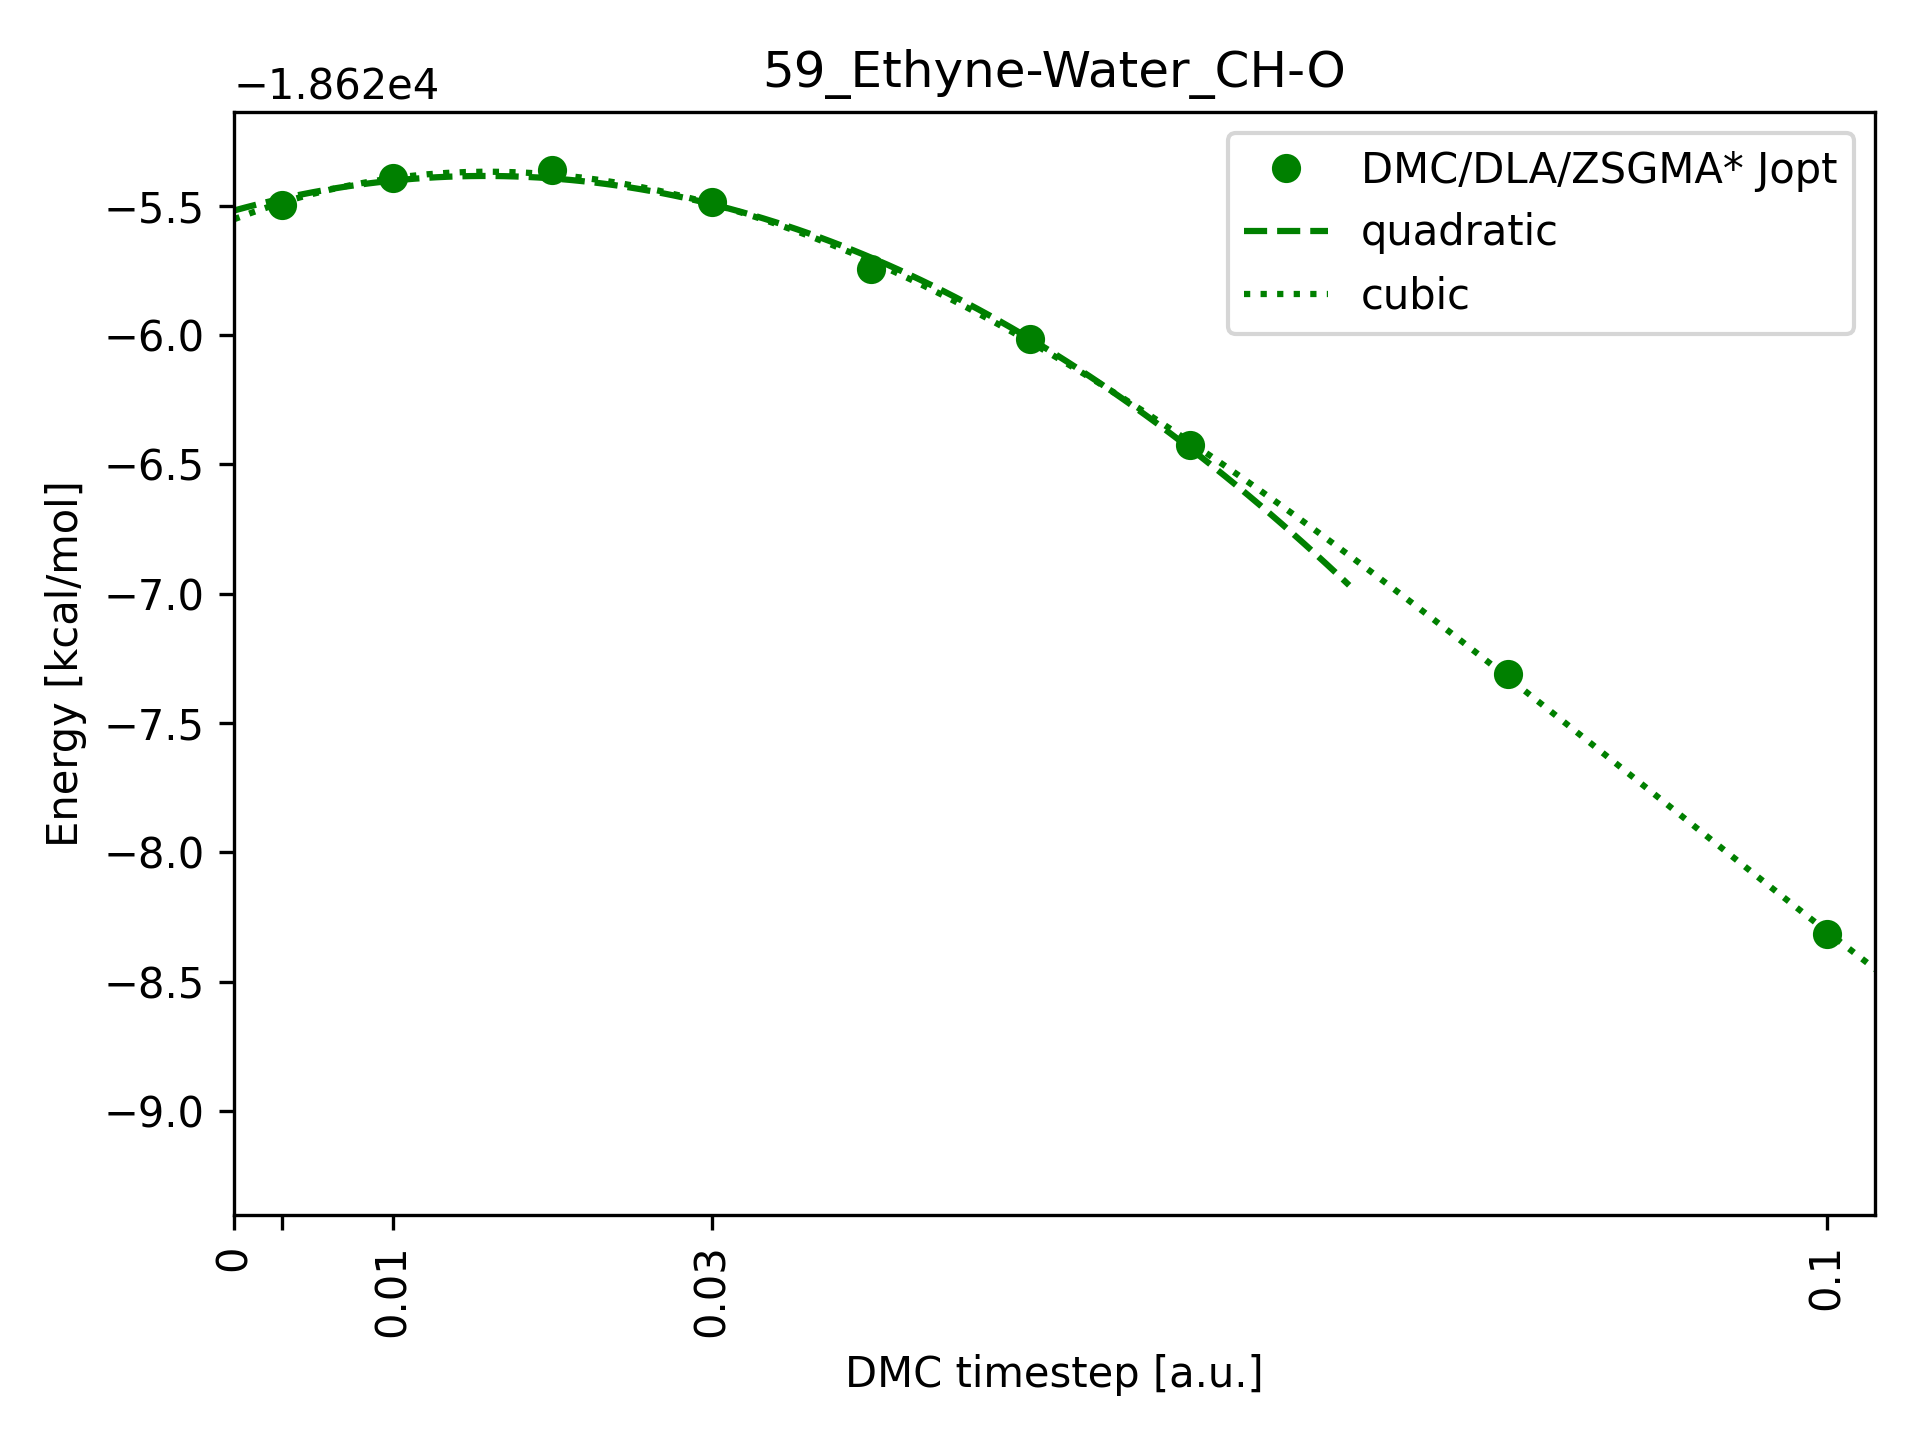 59_Ethyne-Water_CH-O
−1.862e4
DMC/DLA/ZSGMA* Jopt
quadratic
cubic
Energy [kcal/mol]
−5.5
−6.0
−6.5
−7.0
−7.5
−8.0
−8.5
−9.0
0
0.01
0.03
0.1
DMC timestep [a.u.]